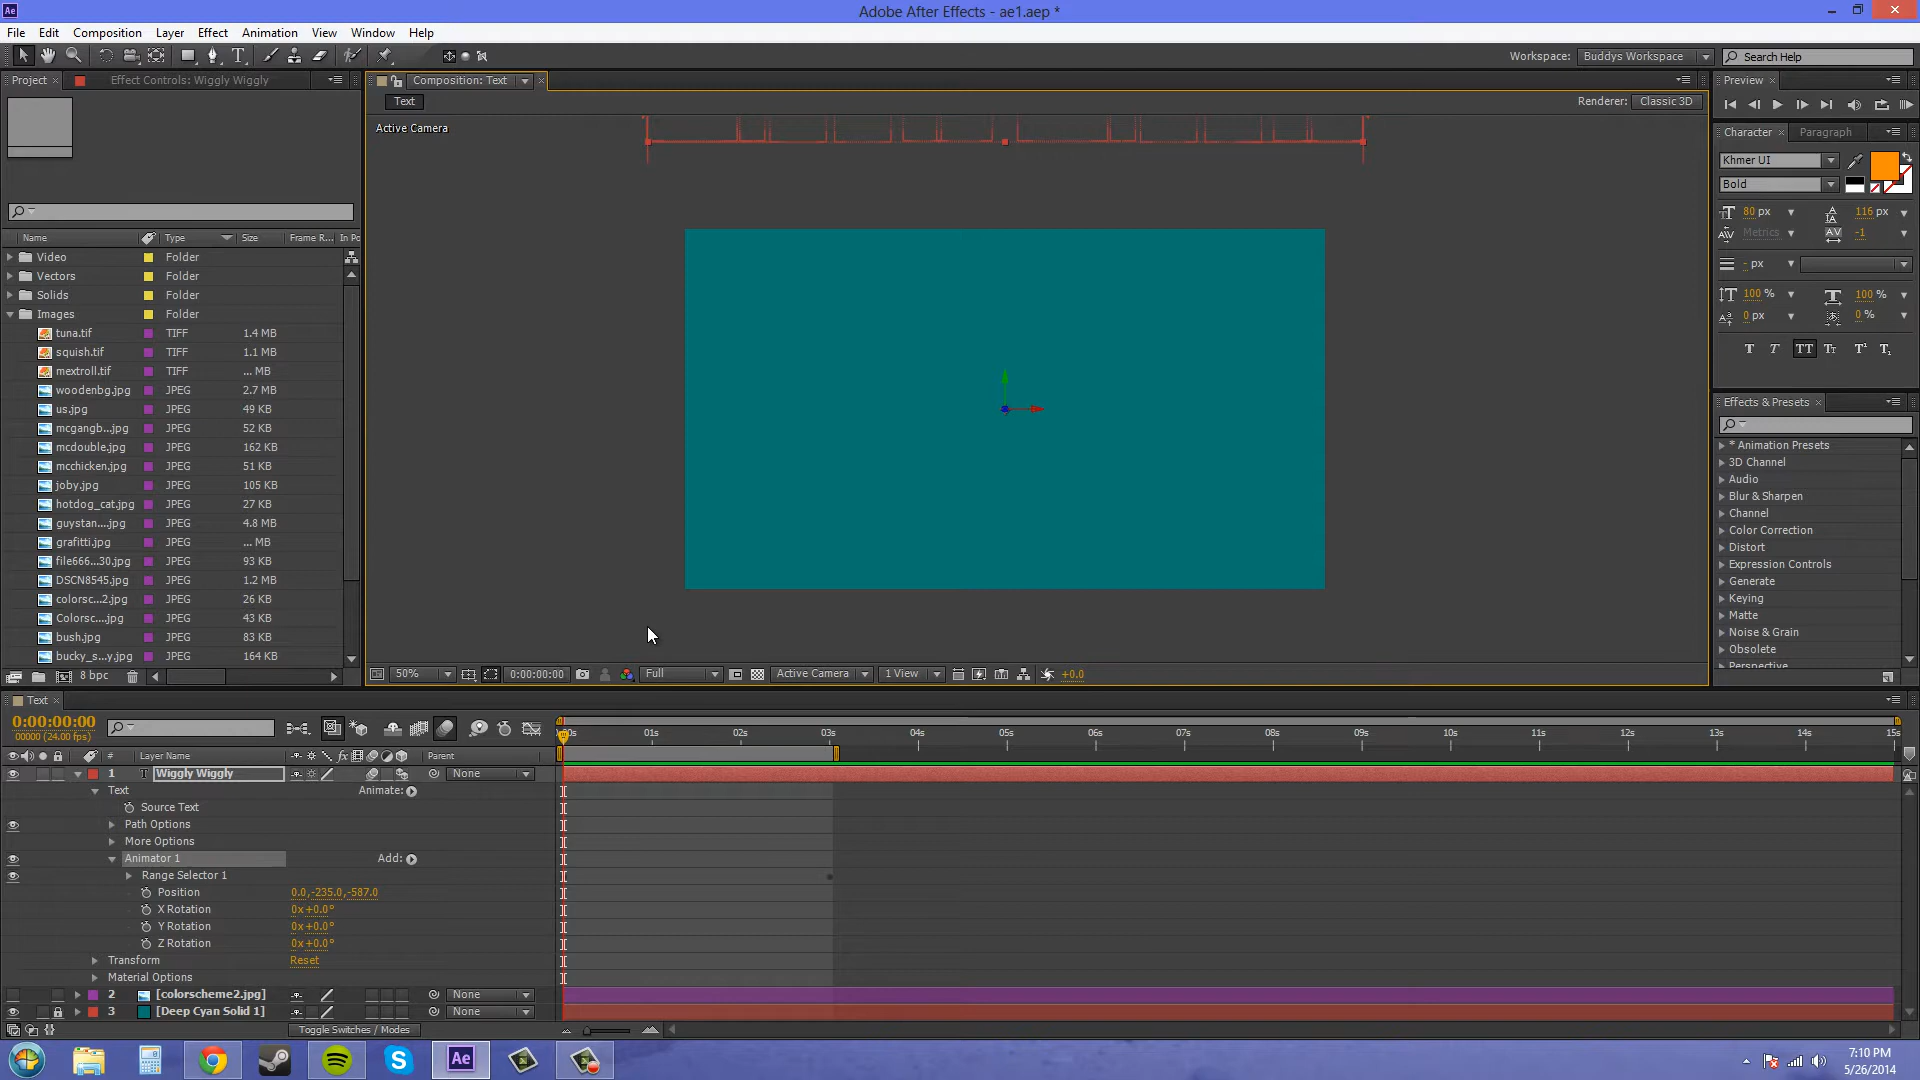 Adobe After Effects - ae1.aep *
File Edit Composition Layer Effect Animation View Window Help
Workspace: Buddys Workspace Search Help
Project Effect Controls: Wiggly Wiggly
Composition: Text
Text
Renderer: Classic 3D
Active Camera
Name Type Size Frame R... In Po
Video Folder
Vectors Folder
Solids Folder
Images Folder
tuna.tif TIFF 1.4 MB
squish.tif TIFF 1.1 MB
mextroll.tif TIFF ... MB
woodenbg.jpg JPEG 2.7 MB
us.jpg JPEG 49 KB
mcgangb...jpg JPEG 52 KB
mcdouble.jpg JPEG 162 KB
mcchicken.jpg JPEG 51 KB
joby.jpg JPEG 105 KB
hotdog_cat.jpg JPEG 27 KB
guystan....jpg JPEG 4.8 MB
grafitti.jpg JPEG ... MB
file666...30.jpg JPEG 93 KB
DSCN8545.jpg JPEG 1.2 MB
colorsc...2.jpg JPEG 26 KB
Colorsc....jpg JPEG 43 KB
bush.jpg JPEG 83 KB
bucky_s...y.jpg JPEG 164 KB
8 bpc
50% 0:00:00:00 Full Active Camera 1 View +0.0
Preview
Character Paragraph
Khmer UI
Bold
80 px 116 px
Metrics -1
- px
100 % 100 %
0 px 0 %
T T TT Tt T¹ T₁
Effects & Presets
* Animation Presets
3D Channel
Audio
Blur & Sharpen
Channel
Color Correction
Distort
Expression Controls
Generate
Keying
Matte
Noise & Grain
Obsolete
Perspective
Text
0:00:00:00
00000 (24.00 fps)
:00s 01s 02s 03s 04s 05s 06s 07s 08s 09s 10s 11s 12s 13s 14s 15s
# Layer Name fx Parent
1 T Wiggly Wiggly None
Text Animate:
Source Text
Path Options
More Options
Animator 1 Add:
Range Selector 1
Position 0.0,-235.0,-587.0
X Rotation 0x+0.0°
Y Rotation 0x+0.0°
Z Rotation 0x+0.0°
Transform Reset
Material Options
2 [colorscheme2.jpg] None
3 [Deep Cyan Solid 1] None
Toggle Switches / Modes
Ae
7:10 PM
5/26/2014